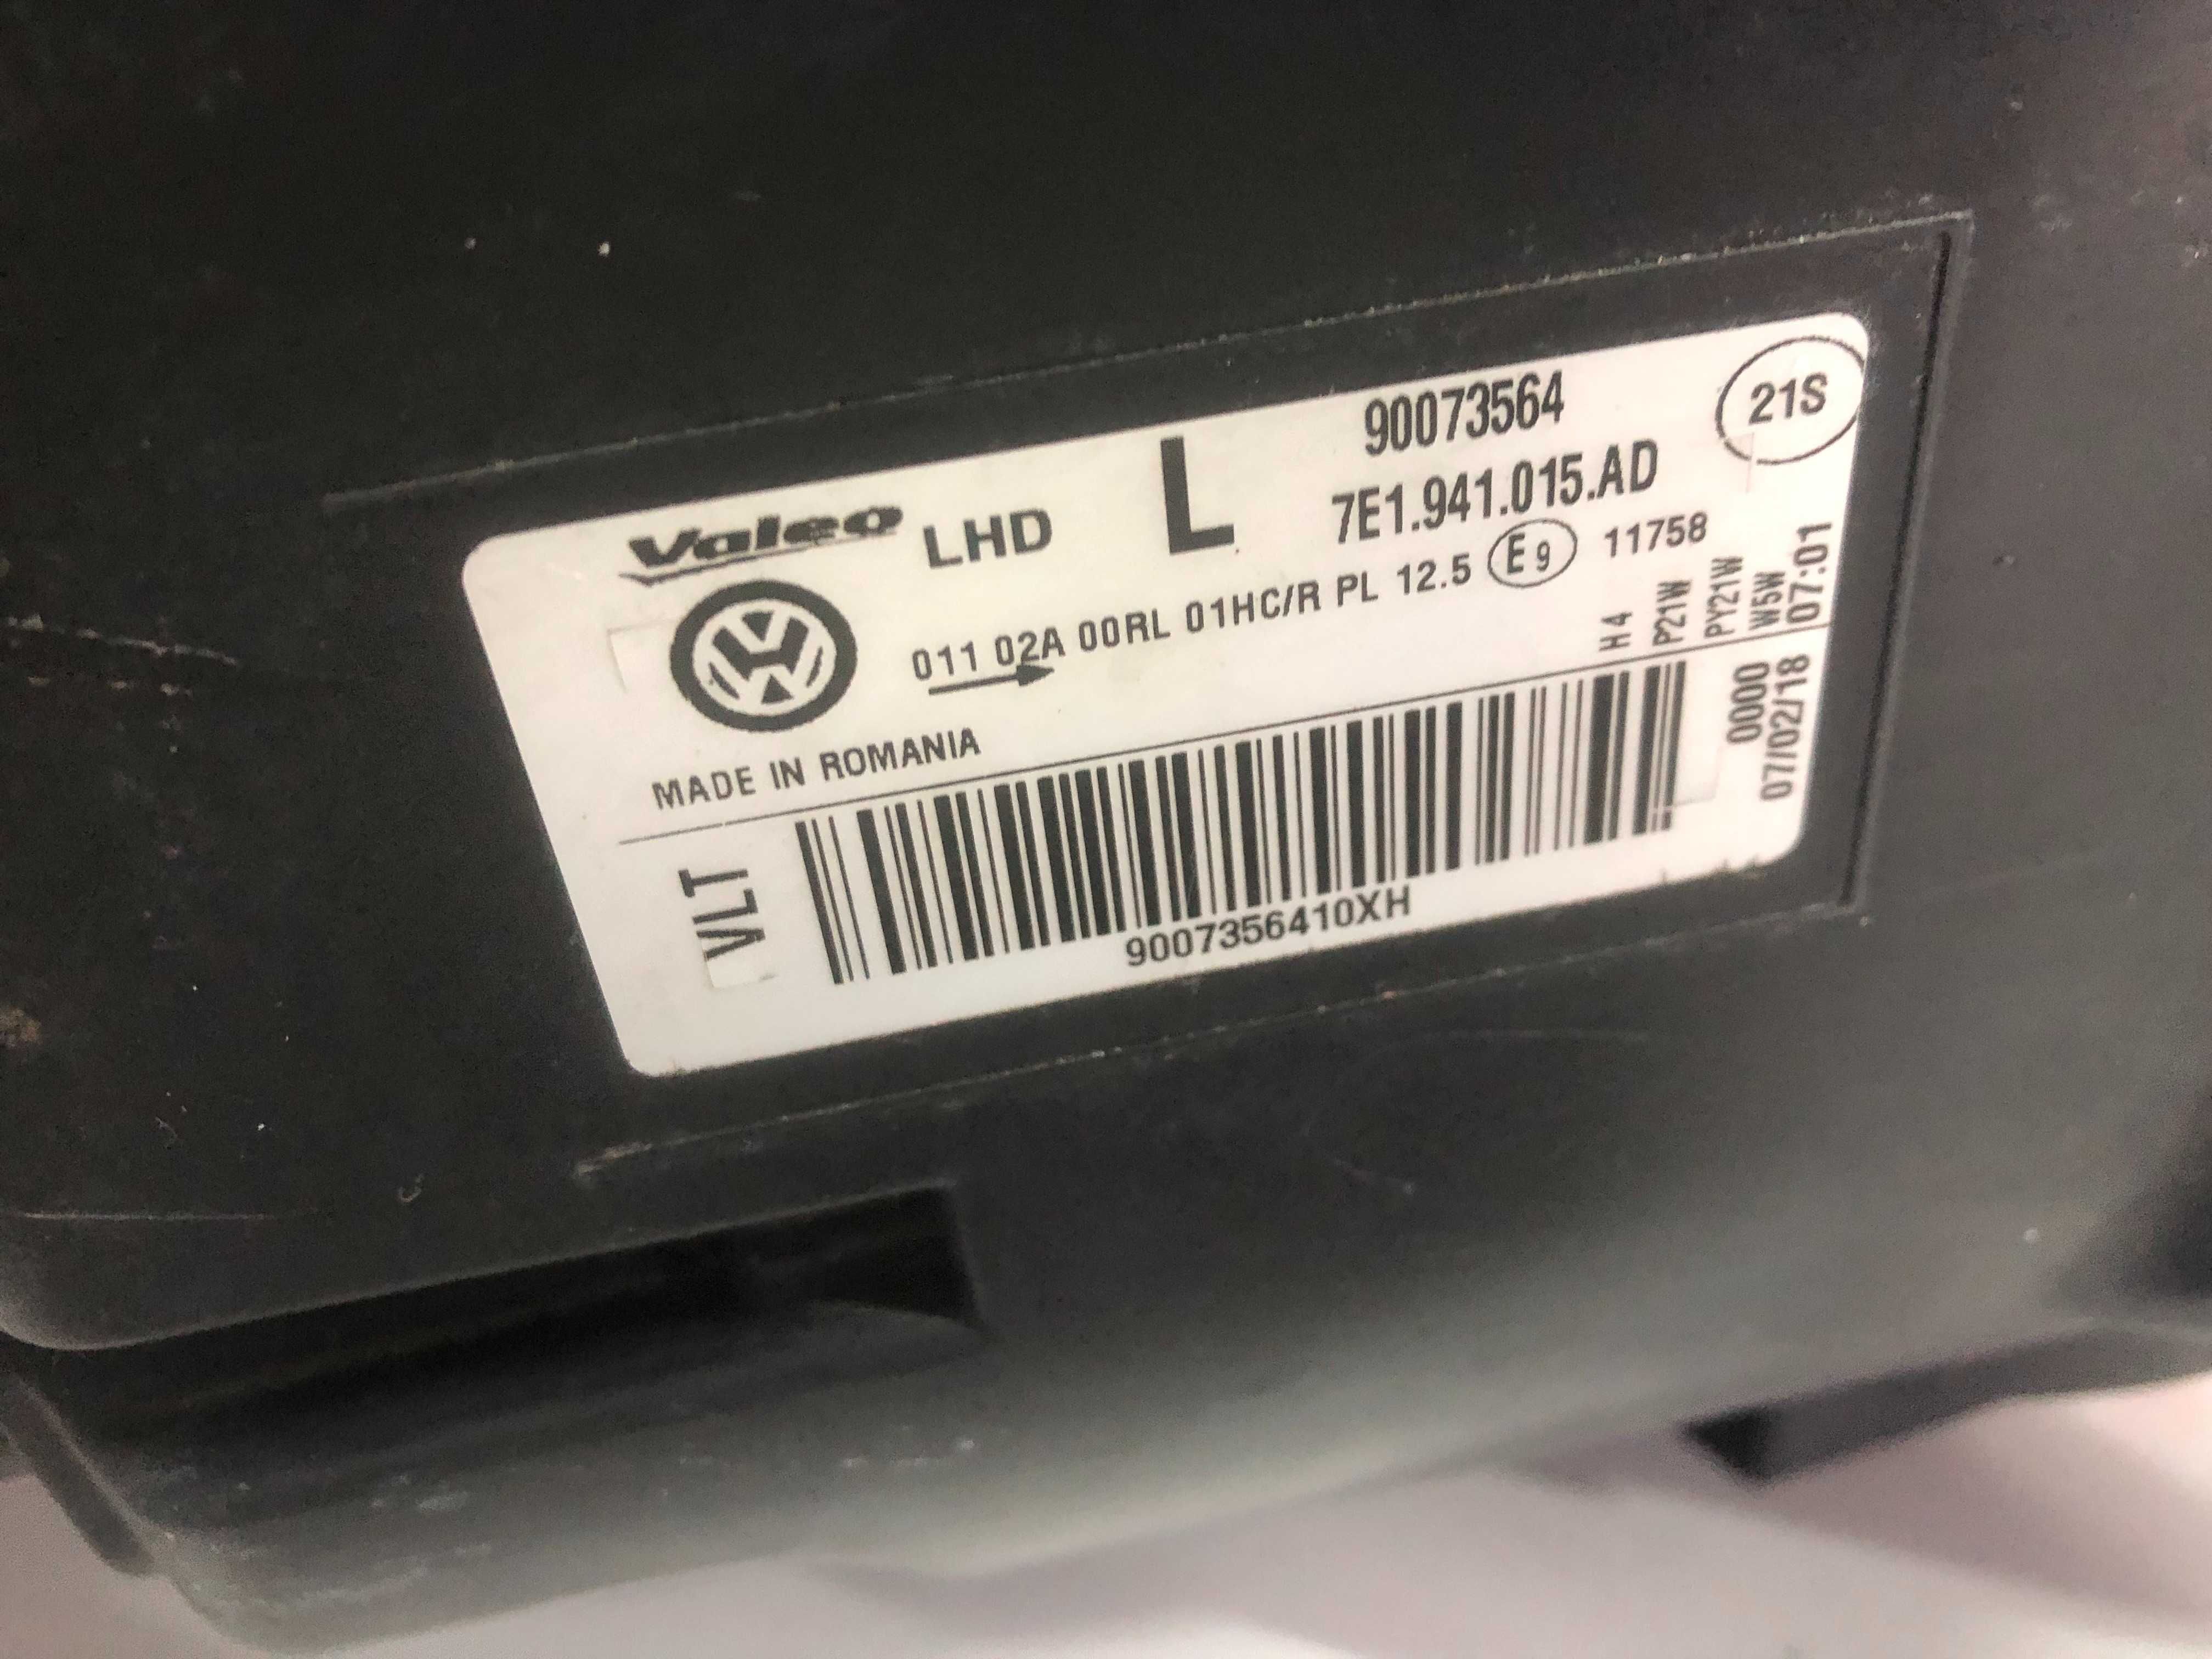 90073564
21S
Valeo LHD L 7E1.941.015.AD
011 02A 00RL 01HC/R PL 12.5 E9 11758
H4
P21W
PY21W
W5W
07:01
MADE IN ROMANIA
0000
07/02/18
VLT
9007356410XH